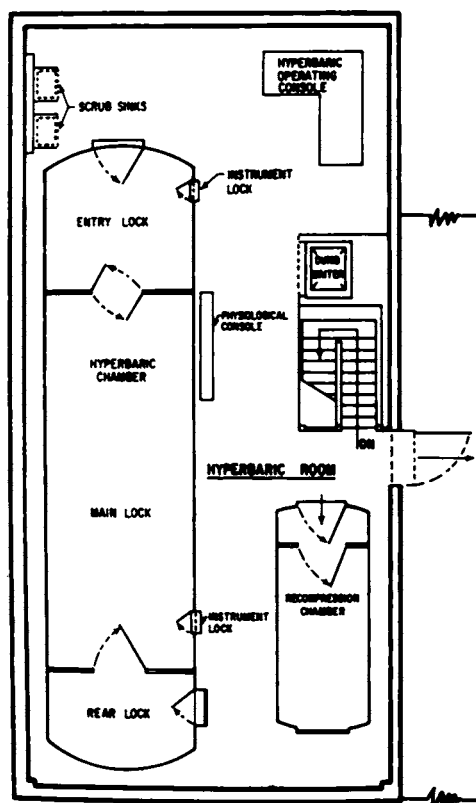 HYPERBARIC
OPERATING
CONSOLE
SCRUB SINKS
INSTRUMENT
LOCK
ENTRY LOCK
DUMB
WAITER
PHYSIOLOGICAL
CONSOLE
HYPERBARIC
CHAMBER
DN
HYPERBARIC ROOM
MAIN LOCK
RECOMPRESSION
CHAMBER
INSTRUMENT
LOCK
REAR LOCK